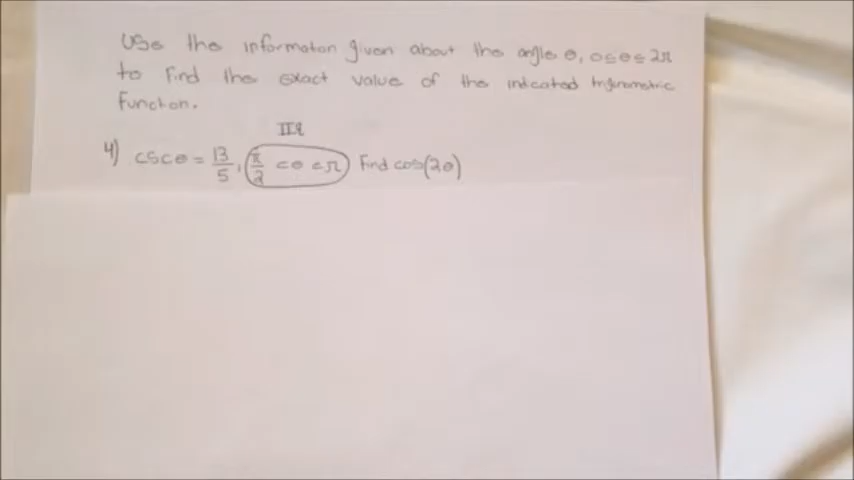 Use the informaton given about the angle θ, 0≤θ≤2π
to find the exact value of the indicated trigonometric
function.
IIQ
4) cscθ = 13/5, π/2 < θ < π Find cos(2θ)